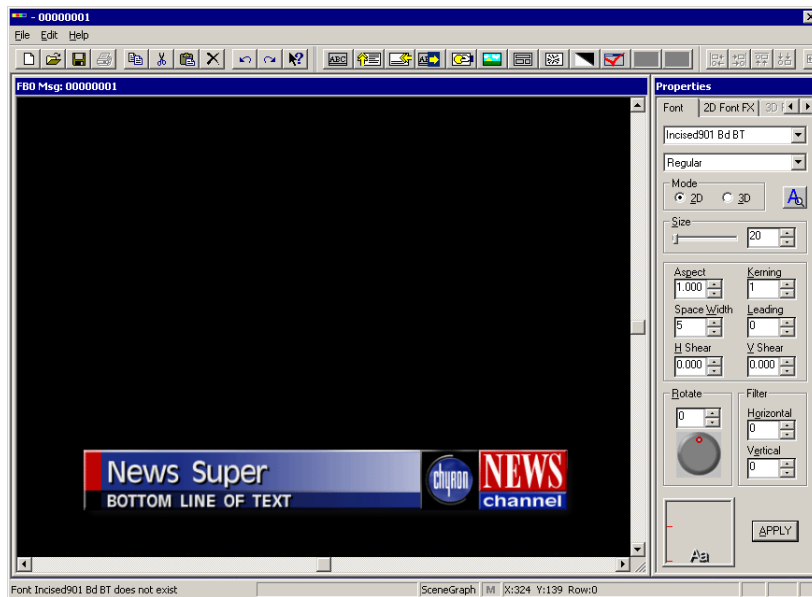 - 00000001
File Edit Help
ABC
FB0 Msg: 00000001
Properties
Font 2D Font FX 3D F
Incised901 Bd BT
Regular
Mode
2D 3D
Size
20
Aspect Kerning
1.000 1
Space Width Leading
5 0
H Shear V Shear
0.000 0.000
Rotate Filter
0 Horizontal
0
Vertical
0
News Super
BOTTOM LINE OF TEXT
chyron
NEWS
channel
Aa
APPLY
Font Incised901 Bd BT does not exist SceneGraph M X:324 Y:139 Row:0